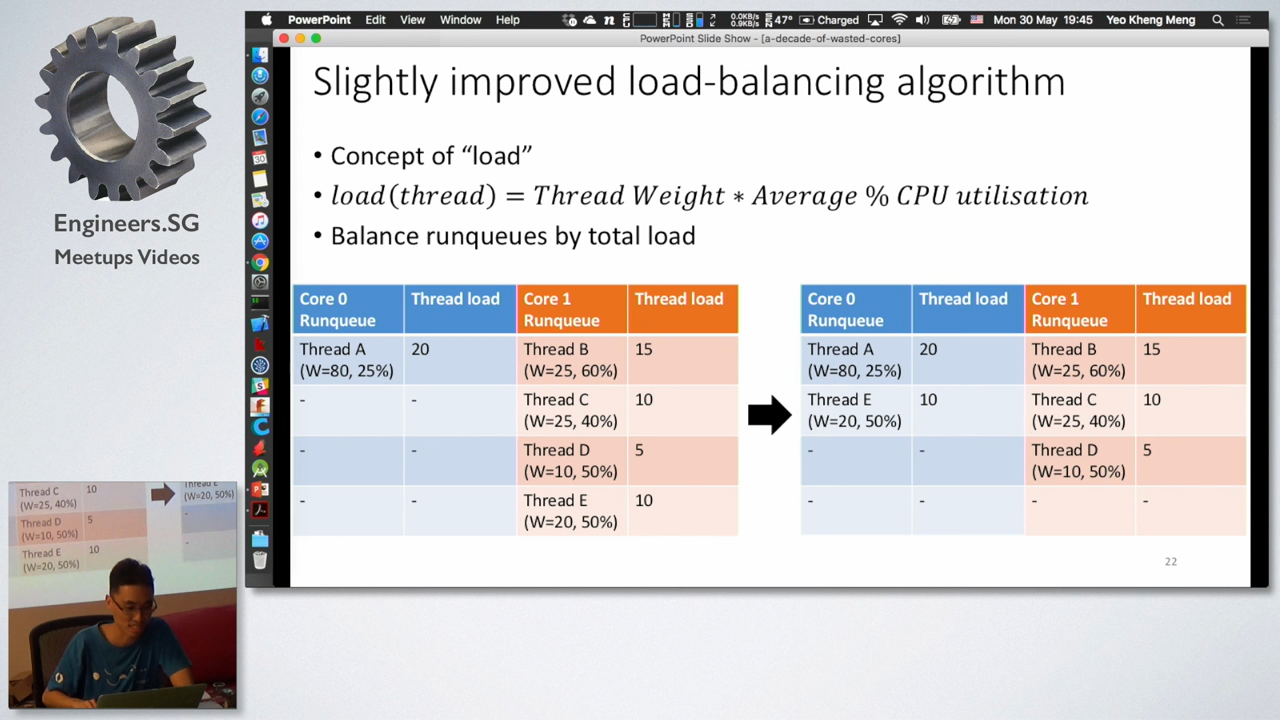 PowerPoint Edit View Window Help
47° Charged Mon 30 May 19:45 Yeo Kheng Meng
PowerPoint Slide Show - [a-decade-of-wasted-cores]
Slightly improved load-balancing algorithm
• Concept of “load”
• load(thread) = Thread Weight * Average % CPU utilisation
• Balance runqueues by total load
Core 0 Runqueue Thread load Core 1 Runqueue Thread load
Thread A (W=80, 25%) 20 Thread B (W=25, 60%) 15
- - Thread C (W=25, 40%) 10
- - Thread D (W=10, 50%) 5
- - Thread E (W=20, 50%) 10
Core 0 Runqueue Thread load Core 1 Runqueue Thread load
Thread A (W=80, 25%) 20 Thread B (W=25, 60%) 15
Thread E (W=20, 50%) 10 Thread C (W=25, 40%) 10
- - Thread D (W=10, 50%) 5
- - - -
22
Engineers.SG
Meetups Videos
Thread C 10
(W=25, 40%)
Thread D 5
(W=10, 50%)
Thread E 10
(W=20, 50%)
Thread E
(W=20, 50%)
-
-